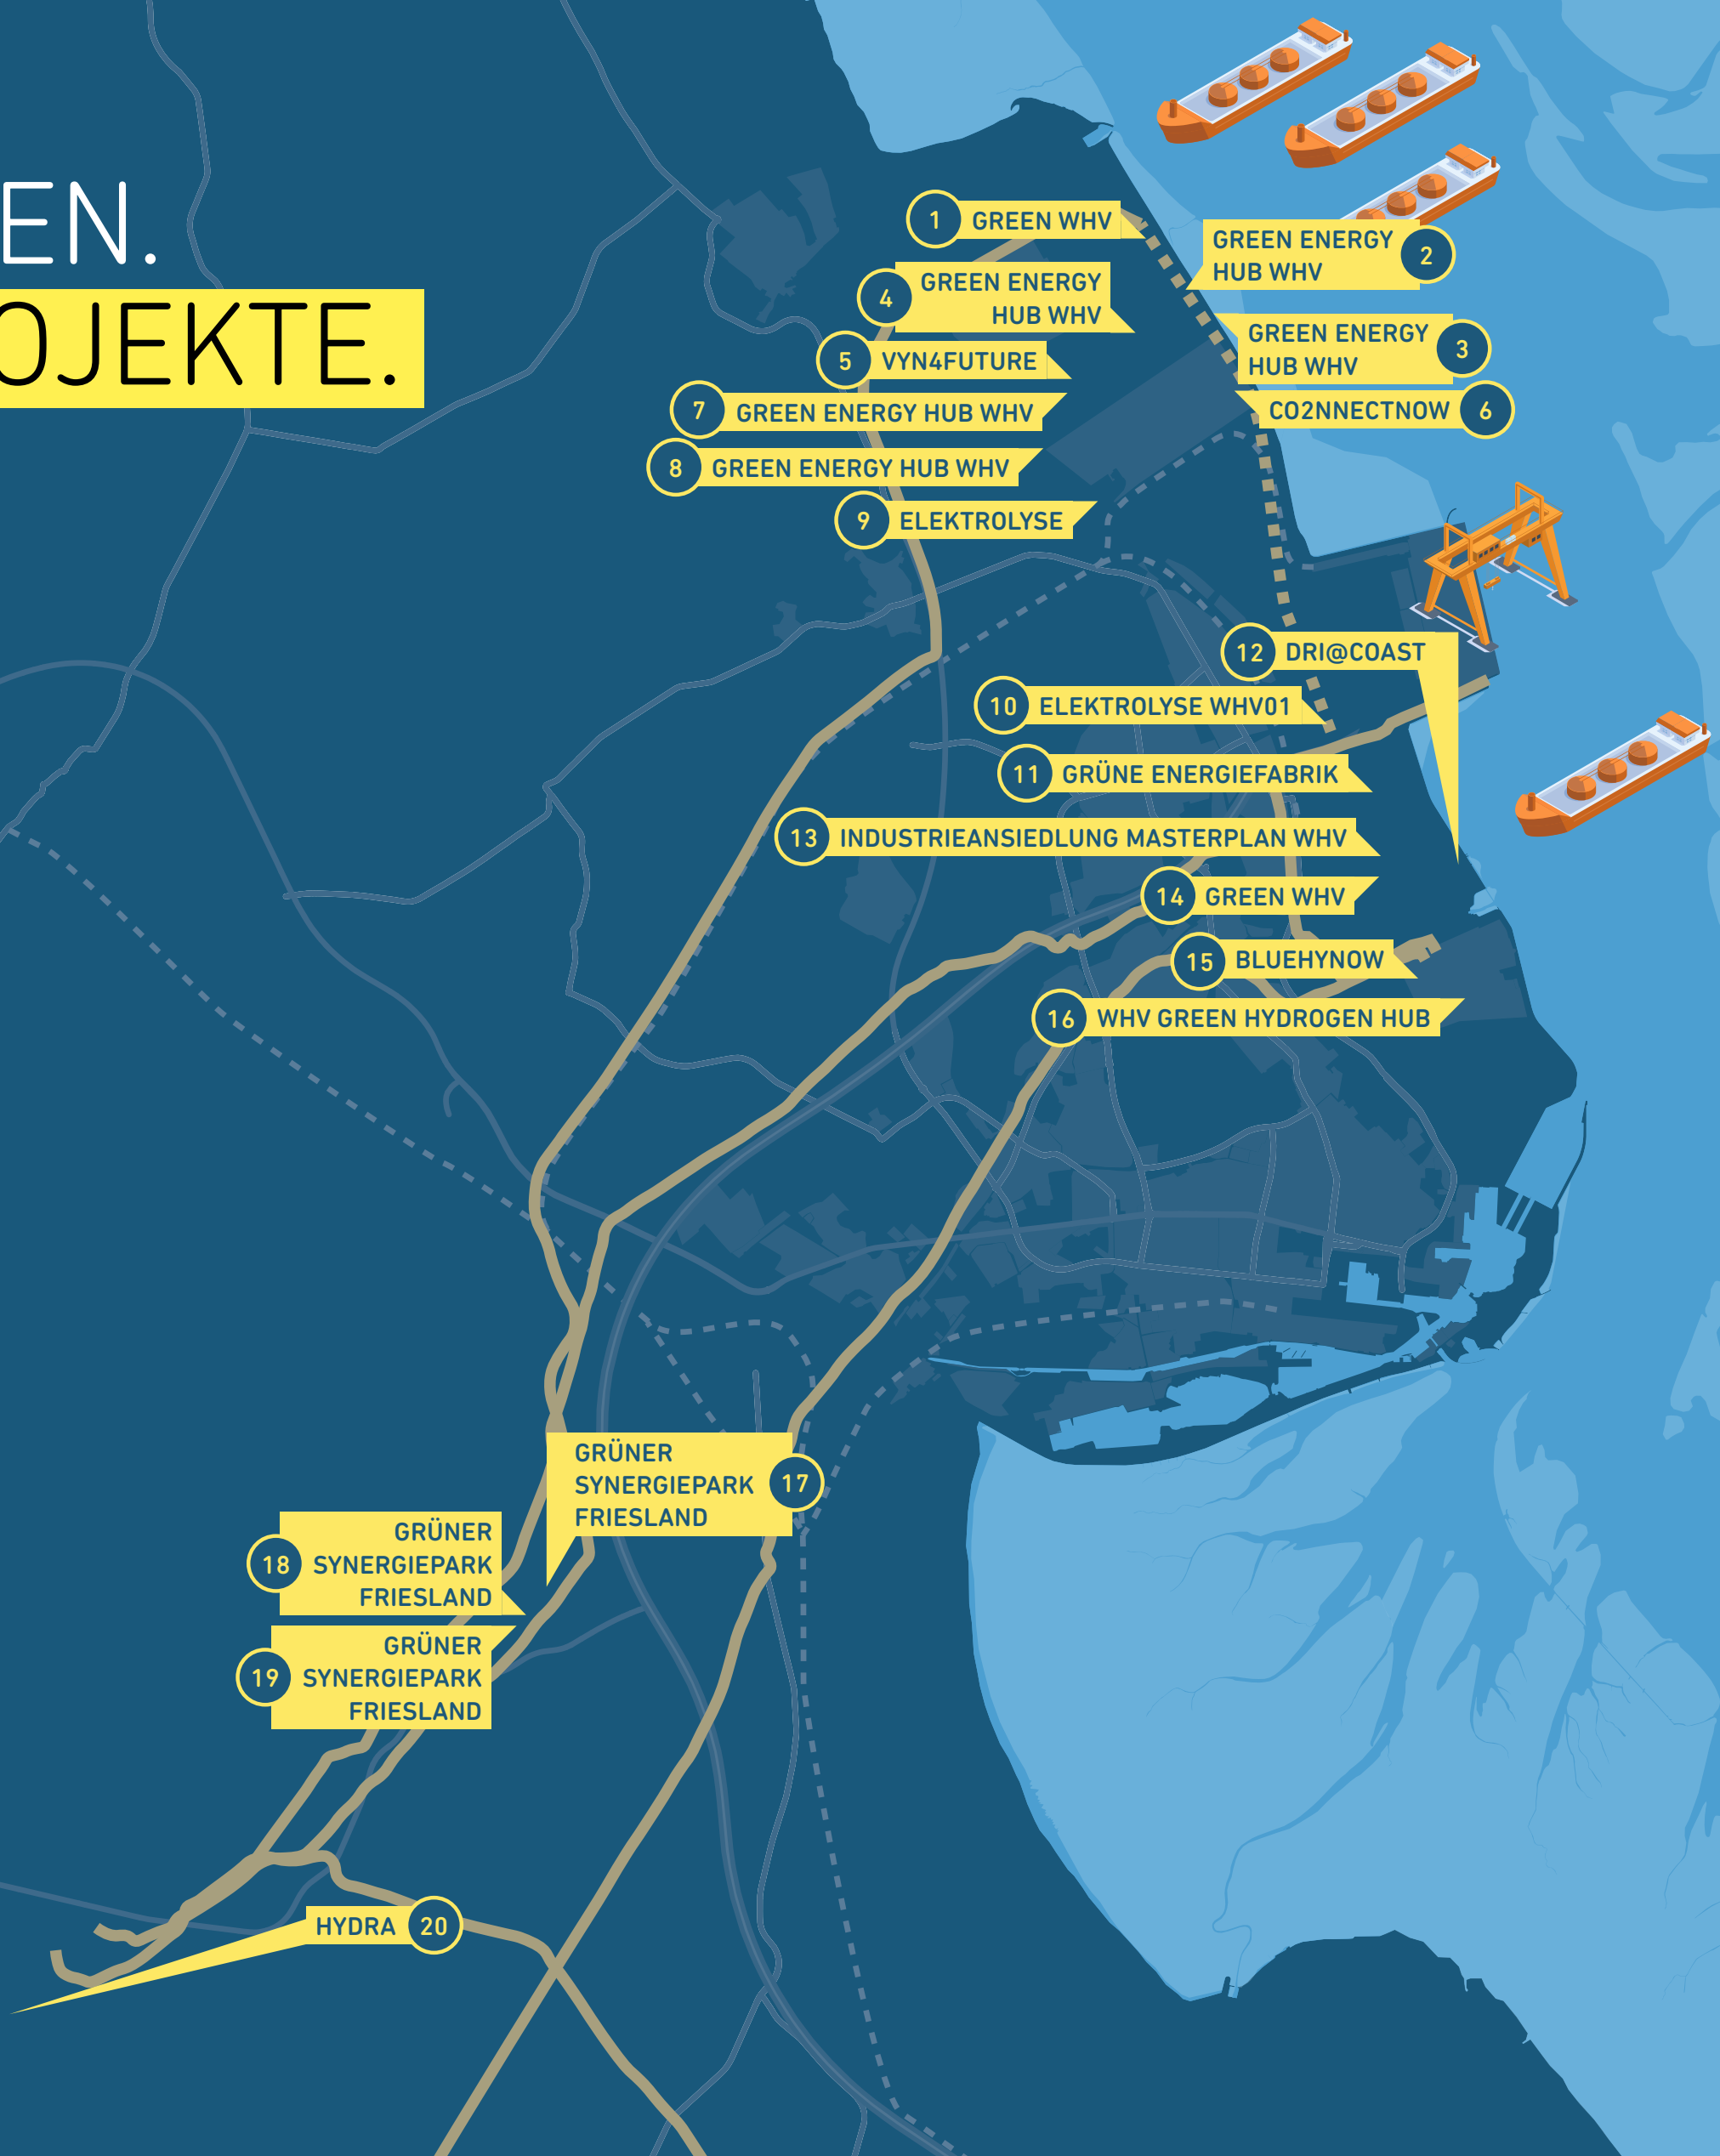 EN.
OJEKTE.
1 GREEN WHV
GREEN ENERGY
HUB WHV 2
4 GREEN ENERGY
HUB WHV
GREEN ENERGY
HUB WHV 3
5 VYN4FUTURE
7 GREEN ENERGY HUB WHV
CO2NNECTNOW 6
8 GREEN ENERGY HUB WHV
9 ELEKTROLYSE
12 DRI@COAST
10 ELEKTROLYSE WHV01
11 GRÜNE ENERGIEFABRIK
13 INDUSTRIEANSIEDLUNG MASTERPLAN WHV
14 GREEN WHV
15 BLUEHYNOW
16 WHV GREEN HYDROGEN HUB
GRÜNER
SYNERGIEPARK 17
FRIESLAND
GRÜNER
18 SYNERGIEPARK
FRIESLAND
GRÜNER
19 SYNERGIEPARK
FRIESLAND
HYDRA 20